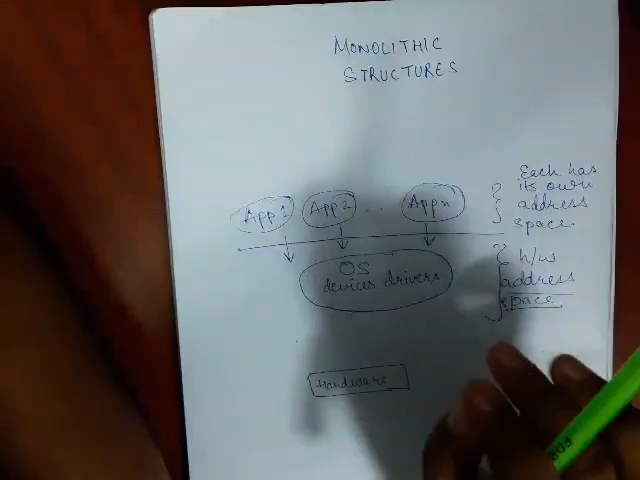 MONOLITHIC
STRUCTURES
Each has
its own
address
space
App 1 App 2 ... App n
OS
devices drivers
h/w
address
space
Hardware